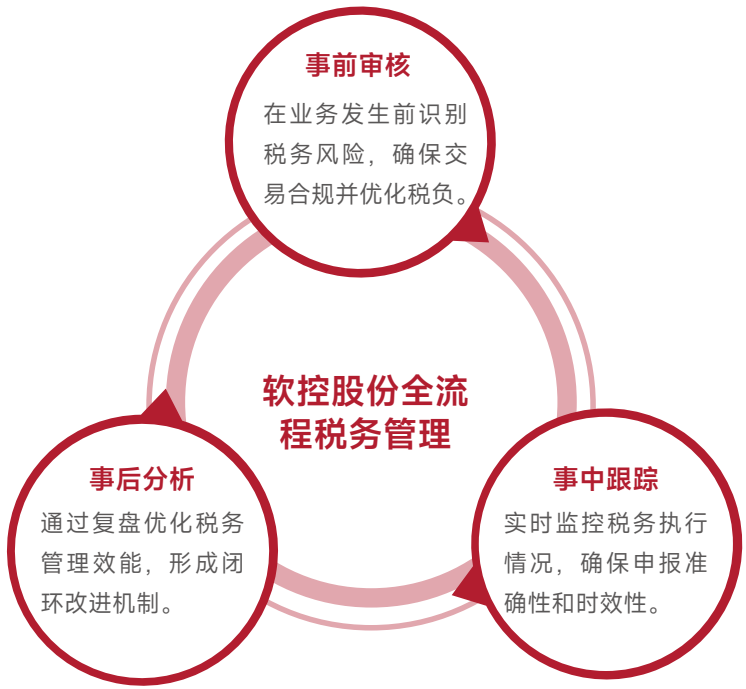 事前审核
在业务发生前识别
税务风险，确保交
易合规并优化税负。
软控股份全流
程税务管理
事后分析
通过复盘优化税务
管理效能，形成闭
环改进机制。
事中跟踪
实时监控税务执行
情况，确保申报准
确性和时效性。